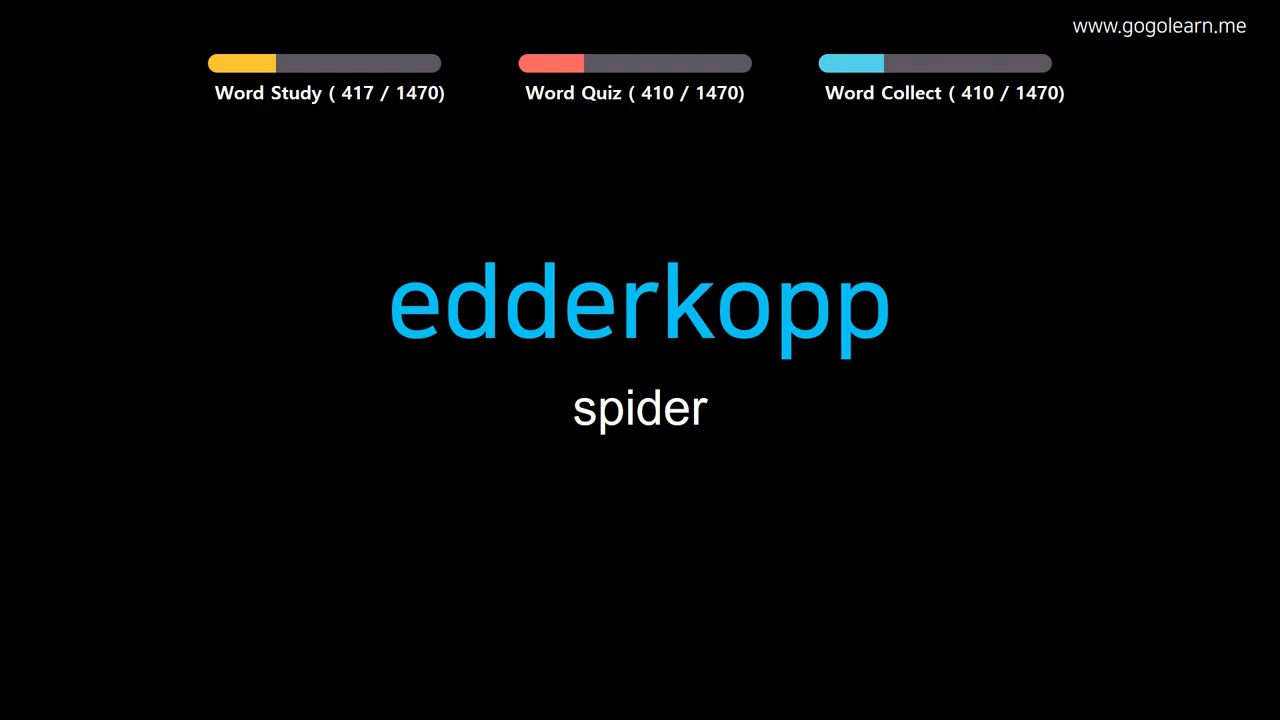 www.gogolearn.me
Word Study ( 417 / 1470)
Word Quiz ( 410 / 1470)
Word Collect ( 410 / 1470)
edderkopp
spider